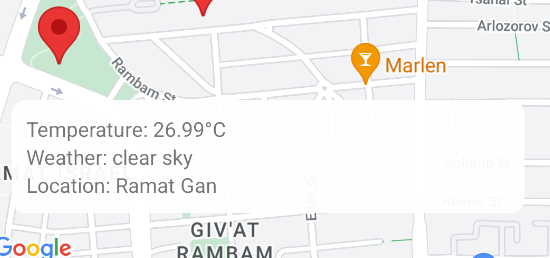 Tsanai St
Arlozorov St
Rambam St
Marlen
Temperature: 26.99°C
Weather: clear sky
Location: Ramat Gan
Golomb St
Reines St
GIV'AT
RAMBAM
Google